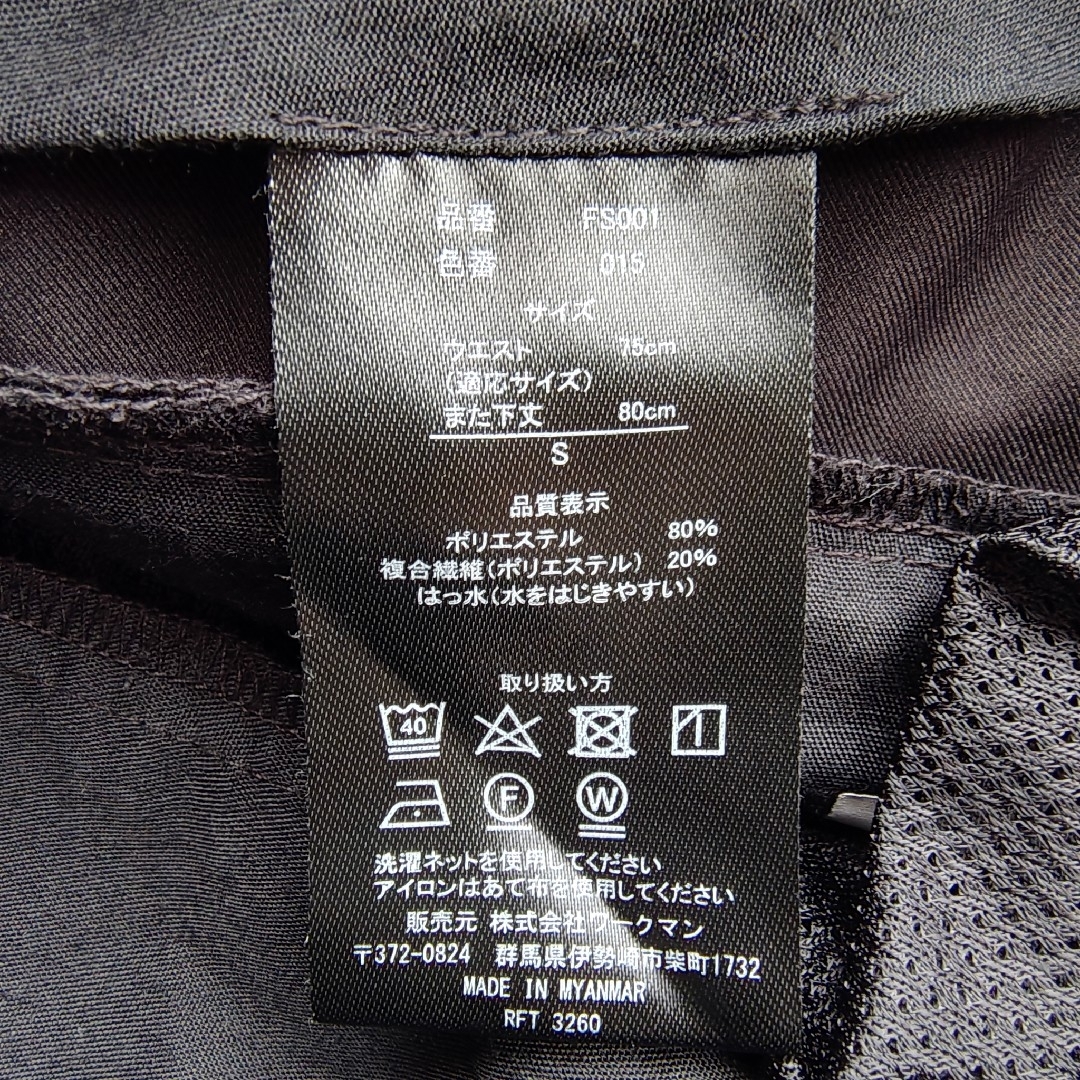 品番 FS001
色番 015
サイズ
ウエスト 75cm
(適応サイズ)
また下丈 80cm
S
品質表示
ポリエステル 80%
複合繊維(ポリエステル) 20%
はっ水(水をはじきやすい)
取り扱い方
40
F W
洗濯ネットを使用してください
アイロンはあて布を使用してください
販売元 株式会社ワークマン
〒372-0824 群馬県伊勢崎市柴町1732
MADE IN MYANMAR
RFT 3260